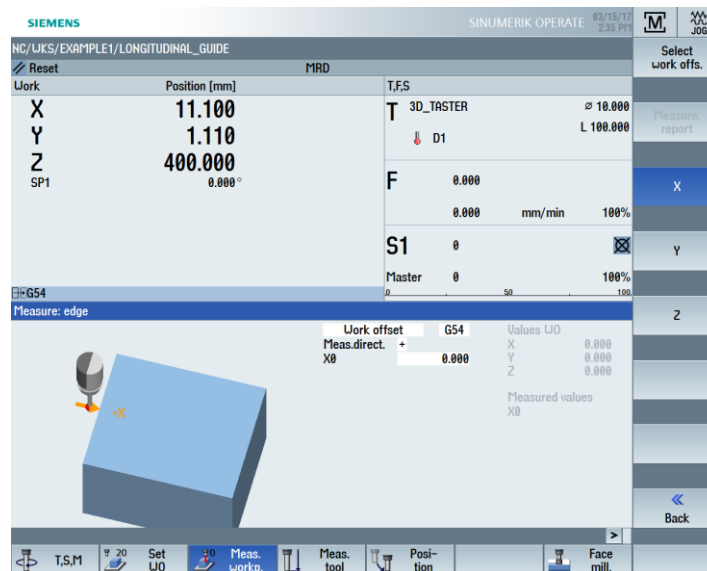 SIEMENS
SINUMERIK OPERATE 03/15/17 2:35 PM
M
JOG
NC/WKS/EXAMPLE1/LONGITUDINAL_GUIDE
Select work offs.
Reset MRD
Work Position [mm]
T,F,S
X 11.100
Y 1.110
Z 400.000
SP1 0.000°
T 3D_TASTER ø 10.000
D1 L 100.000
F 0.000
0.000 mm/min 100%
S1 0
Master 0 100%
0 50 100
G54
Measure. report
X
Y
Z
Measure: edge
Work offset G54
Meas.direct. +
X0 0.000
Values WO
X 0.000
Y 0.000
Z 0.000
Measured values
X0
+X
«
Back
>
T,S,M
Set WO
Meas. workp.
Meas. tool
Posi- tion
Face mill.